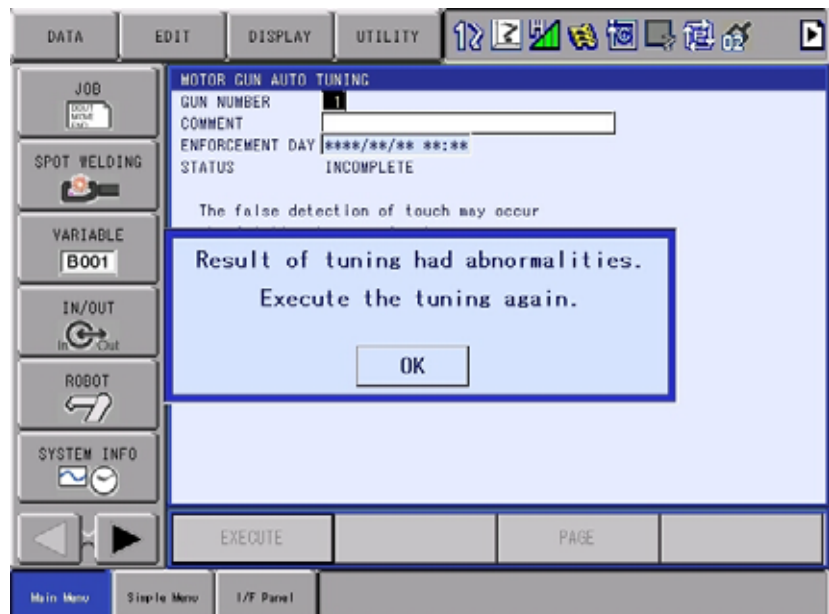 DATA
EDIT
DISPLAY
UTILITY
JOB
SPOT WELDING
VARIABLE
B001
IN/OUT
In Out
ROBOT
SYSTEM INFO
MOTOR GUN AUTO TUNING
GUN NUMBER 1
COMMENT
ENFORCEMENT DAY ****/**/** **:**
STATUS INCOMPLETE
The false detection of touch may occur
Result of tuning had abnormalities.
Execute the tuning again.
OK
EXECUTE
PAGE
Main Menu
Simple Menu
I/F Panel